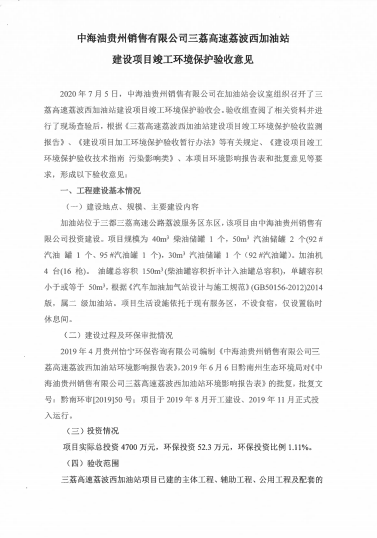 中海油贵州销售有限公司三荔高速荔波西加油站
建设项目竣工环境保护验收意见
2020 年 7 月 5 日，中海油贵州销售有限公司在加油站会议室组织召开了三
荔高速荔波西加油站建设项目竣工环境保护验收会。验收组查阅了相关资料并进
行了现场查验后，根据《三荔高速荔波西加油站建设项目竣工环境保护验收监测
报告》、《建设项目加工环境保护验收暂行办法》等有关规定、《建设项目竣工
环境保护验收技术指南 污染影响类》、本项目环境影响报告表和批复意见等要
求，形成以下验收意见：
一、工程建设基本情况
（一）建设地点、规模、主要建设内容
加油站位于三都三荔高速公路荔波服务区东区，该项目由中海油贵州销售有
限公司投资建设。项目规模为 40m³ 柴油储罐 1 个，50m³ 汽油储罐 2 个(92＃
汽油 罐 1 个、95 #汽油罐 1 个)，30m³ 汽油储罐 1 个（92 #汽油罐）。加油机
4 台(16 枪)。 油罐总容积 150m³(柴油罐容积折半计入油罐总容积)，单罐容积
小于或等于 50m³，根据《汽车加油加气站设计与施工规范》(GB50156-2012)2014
版，属二 级加油站，项目生活设施依托于现有服务区，不设食宿，仅设置临时
休息间。
（二）建设过程及环保审批情况
2019 年 4 月贵州怡宁环保咨询有限公司编制《中海油贵州销售有限公司三
荔高速荔波西加油站环境影响报告表》，2019 年 6 月 6 日黔南州生态环境局对《中
海油贵州销售有限公司三荔高速荔波西加油站环境影响报告表》的批复，批复文
号：黔南环审[2019]50 号；项目于 2019 年 8 月开工建设、2019 年 11 月正式投
入运行。
（三）投资情况
项目实际总投资 4700 万元，环保投资 52.3 万元，环保投资比例 1.11%。
（四）验收范围
三荔高速荔波西加油站项目已建的主体工程、辅助工程、公用工程及配套的